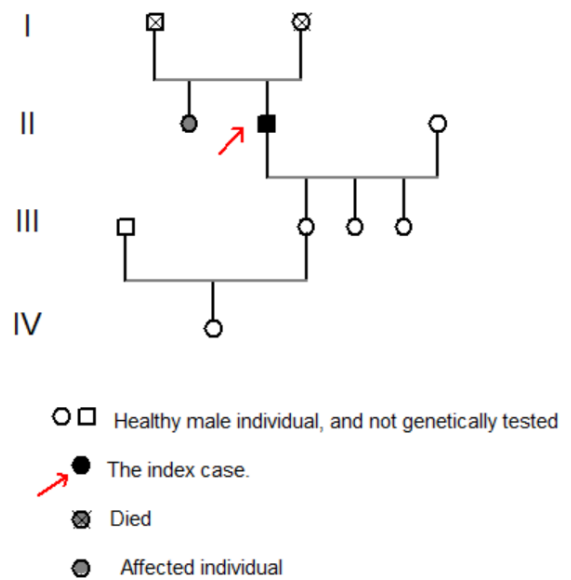 I
II
III
IV
Healthy male individual, and not genetically tested
The index case.
Died
Affected individual